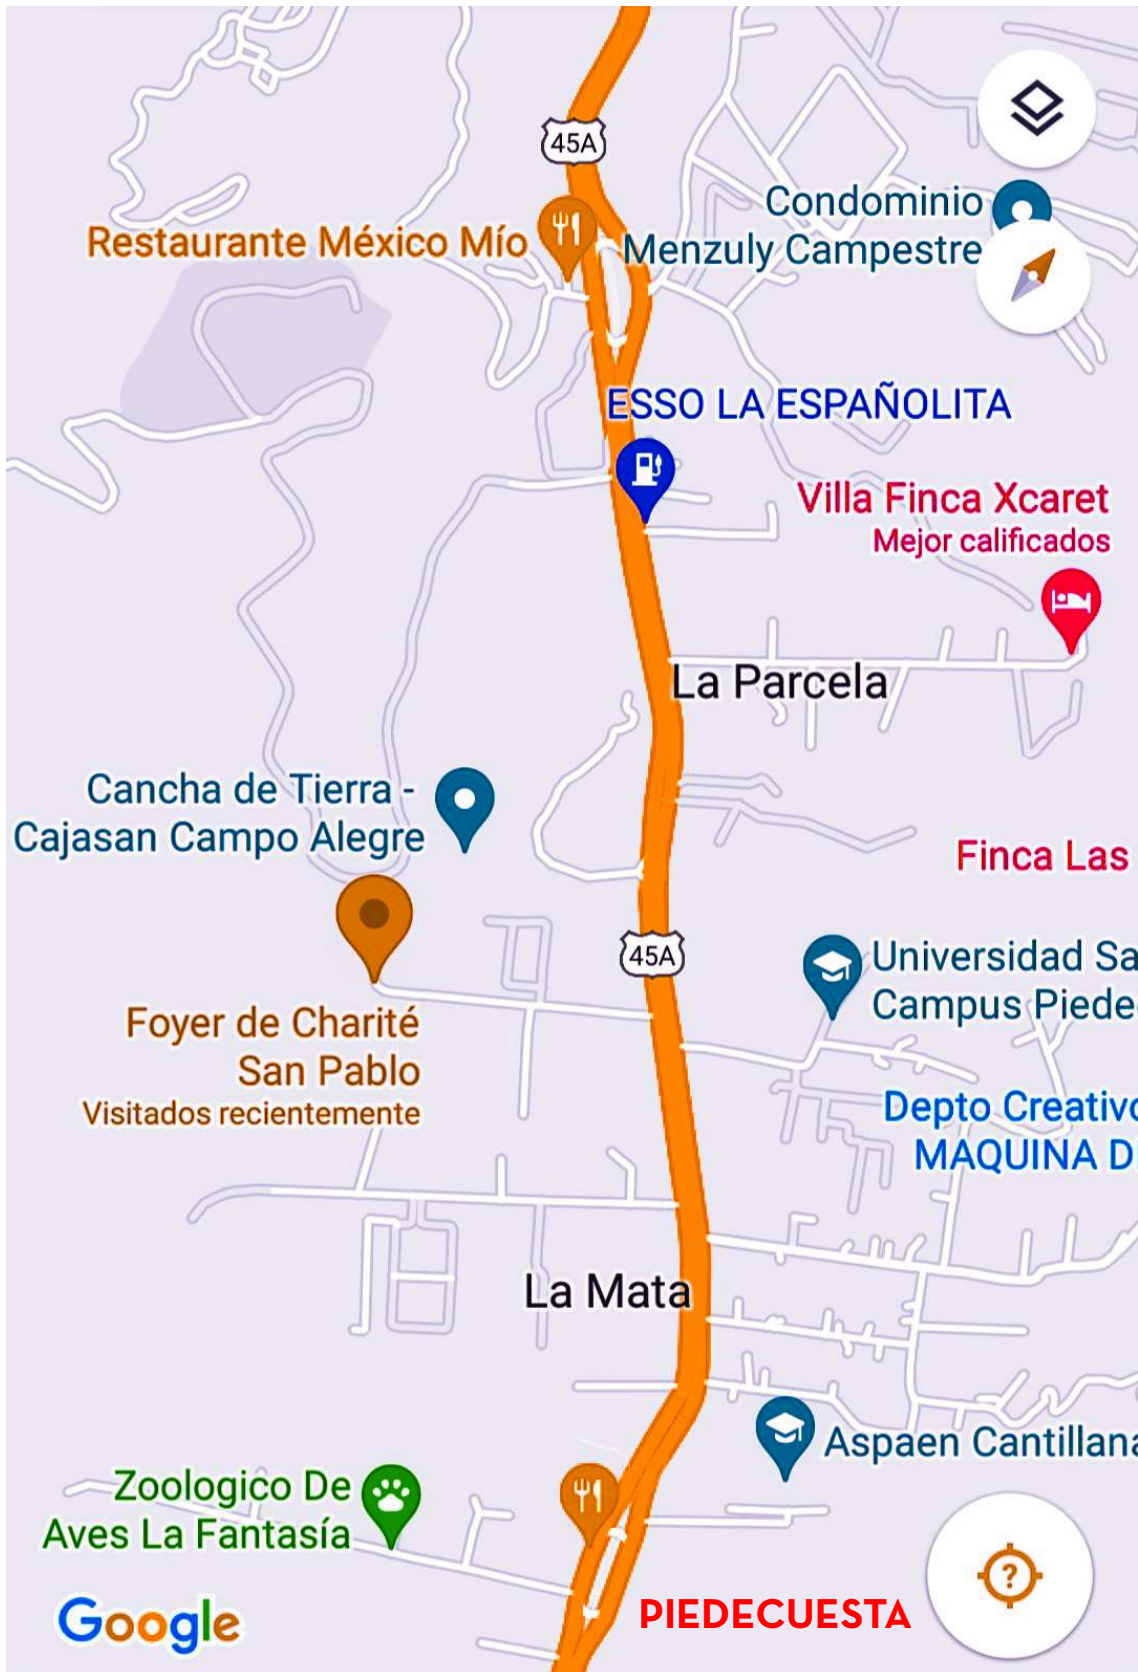 45A
Condominio
Menzuly Campestre
Restaurante México Mío
ESSO LA ESPAÑOLITA
Villa Finca Xcaret
Mejor calificados
La Parcela
Cancha de Tierra -
Cajasan Campo Alegre
Finca Las
45A
Universidad Sa
Campus Piede
Foyer de Charité
San Pablo
Visitados recientemente
Depto Creativo
MAQUINA D
La Mata
Aspaen Cantillana
Zoologico De
Aves La Fantasía
?
Google
PIEDECUESTA